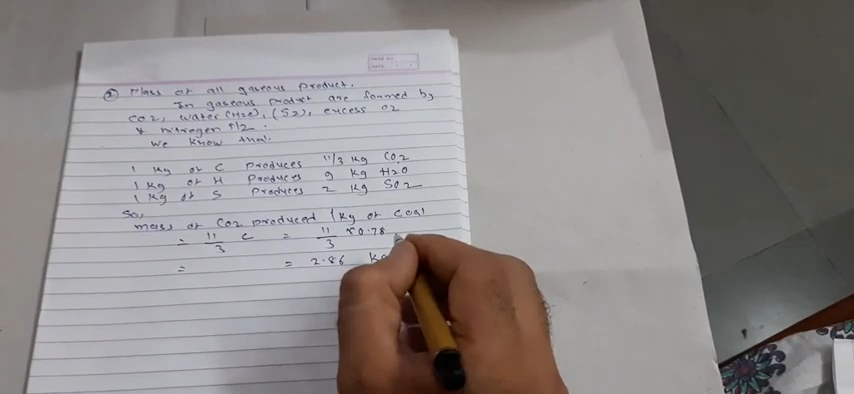 ② Mass of all gaseous product.
In gaseous product are formed by
CO2, water (H2O), (S2), excess O2
& nitrogen N2.
We know that
1 kg of C produces 11/3 kg CO2
1 kg of H produces 9 kg H2O
1 kg of S produces 2 kg SO2
So,
mass of CO2 produced 1 kg of coal
= 11/3 C = 11/3 × 0.78
= = 2.86 kg